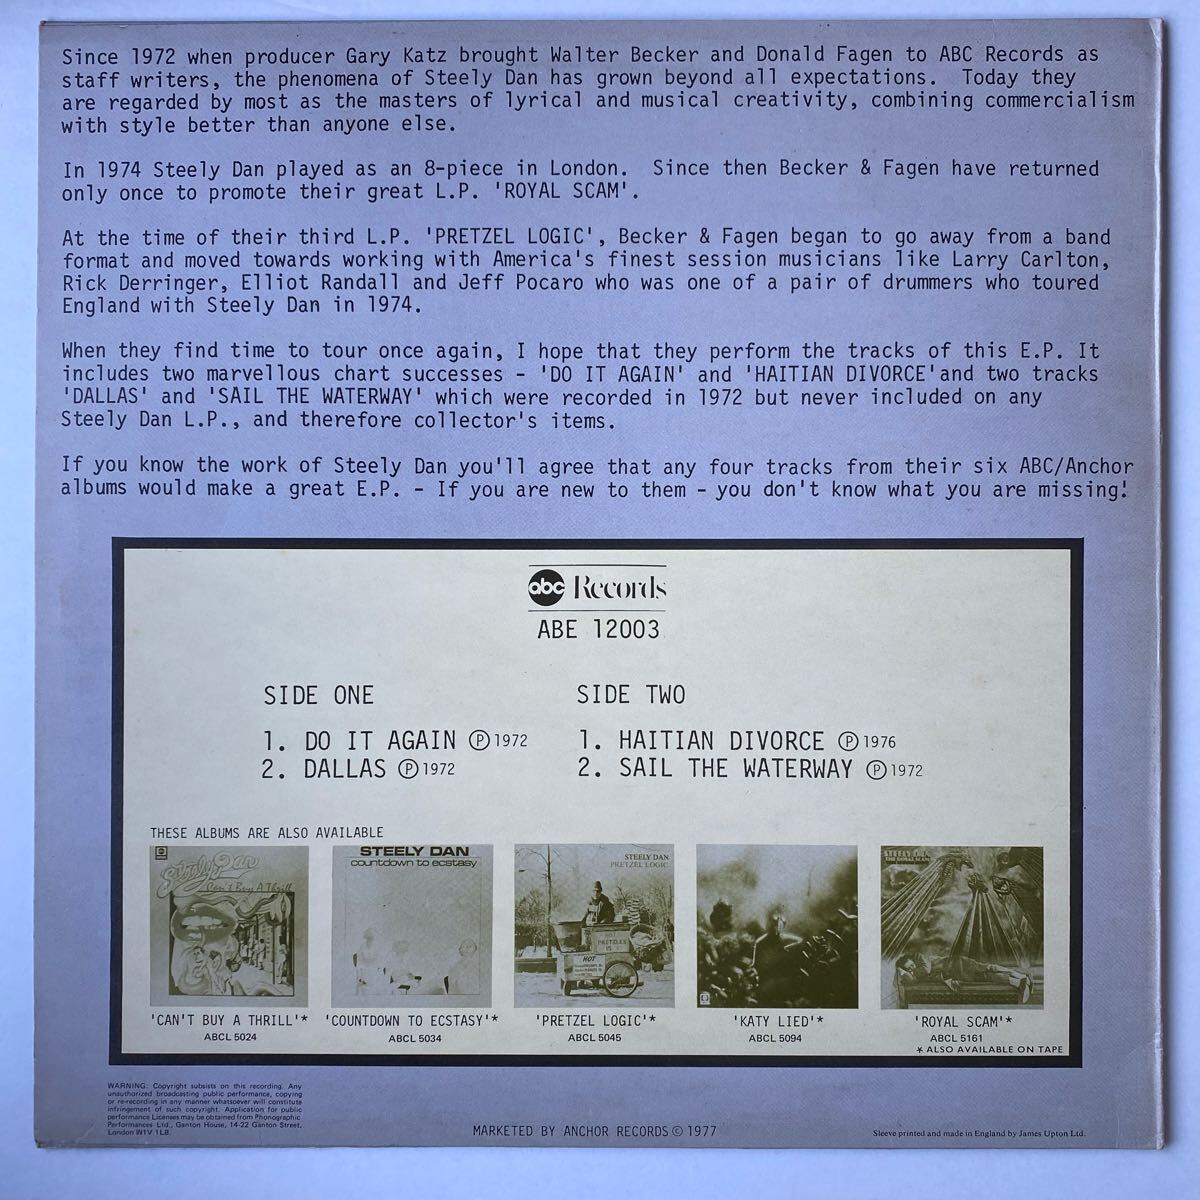 Since 1972 when producer Gary Katz brought Walter Becker and Donald Fagen to ABC Records as
staff writers, the phenomena of Steely Dan has grown beyond all expectations. Today they
are regarded by most as the masters of lyrical and musical creativity, combining commercialism
with style better than anyone else.
In 1974 Steely Dan played as an 8-piece in London. Since then Becker & Fagen have returned
only once to promote their great L.P. 'ROYAL SCAM'.
At the time of their third L.P. 'PRETZEL LOGIC', Becker & Fagen began to go away from a band
format and moved towards working with America's finest session musicians like Larry Carlton,
Rick Derringer, Elliot Randall and Jeff Pocaro who was one of a pair of drummers who toured
England with Steely Dan in 1974.
When they find time to tour once again, I hope that they perform the tracks of this E.P. It
includes two marvellous chart successes - 'DO IT AGAIN' and 'HAITIAN DIVORCE'and two tracks
'DALLAS' and 'SAIL THE WATERWAY' which were recorded in 1972 but never included on any
Steely Dan L.P., and therefore collector's items.
If you know the work of Steely Dan you'll agree that any four tracks from their six ABC/Anchor
albums would make a great E.P. - If you are new to them - you don't know what you are missing!
abc Records
ABE 12003
SIDE ONE
1. DO IT AGAIN Ⓟ 1972
2. DALLAS Ⓟ 1972
SIDE TWO
1. HAITIAN DIVORCE Ⓟ 1976
2. SAIL THE WATERWAY Ⓟ 1972
THESE ALBUMS ARE ALSO AVAILABLE
Steely Dan
Can't Buy A Thrill
STEELY DAN
countdown to ecstasy
STEELY DAN
PRETZEL LOGIC
HOT
PRETZELS
15
HOT
STEELY DAN
THE ROYAL SCAM
'CAN'T BUY A THRILL'*
ABCL 5024
'COUNTDOWN TO ECSTASY'*
ABCL 5034
'PRETZEL LOGIC'*
ABCL 5045
'KATY LIED'*
ABCL 5094
'ROYAL SCAM'*
ABCL 5161
* ALSO AVAILABLE ON TAPE
WARNING: Copyright subsists on this recording. Any
unauthorized broadcasting public performance, copying
or re-recording in any manner whatsoever will constitute
infringement of such copyright. Application for public
performance Licenses may be obtained from Phonographic
Performances Ltd., Ganton House, 14-22 Ganton Street,
London W1V 1LB.
MARKETED BY ANCHOR RECORDS © 1977
Sleeve printed and made in England by James Upton Ltd.